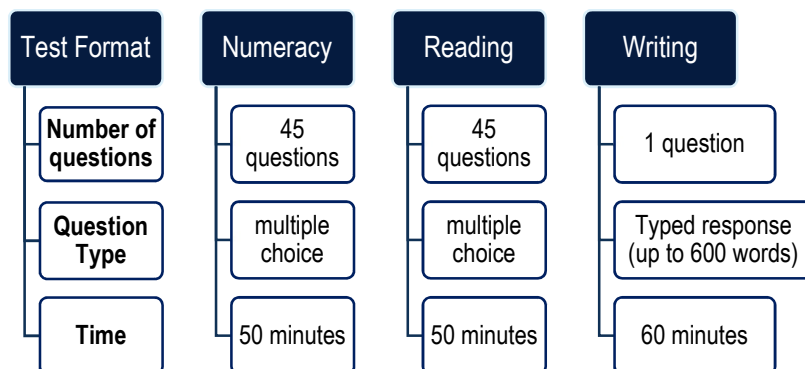 Test Format
Numeracy
Reading
Writing
Number of
questions
45
questions
45
questions
1 question
Question
Type
multiple
choice
multiple
choice
Typed response
(up to 600 words)
Time
50 minutes
50 minutes
60 minutes